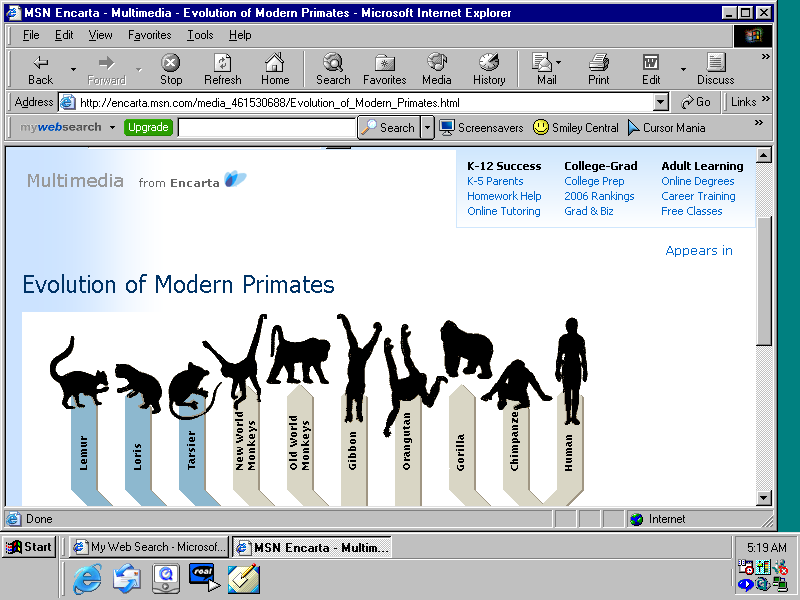 MSN Encarta - Multimedia - Evolution of Modern Primates - Microsoft Internet Explorer
File Edit View Favorites Tools Help
Back Forward Stop Refresh Home Search Favorites Media History Mail Print Edit Discuss
Address http://encarta.msn.com/media_461530688/Evolution_of_Modern_Primates.html Go Links
mywebsearch Upgrade Search Screensavers Smiley Central Cursor Mania
Multimedia from Encarta
K-12 Success
K-5 Parents
Homework Help
Online Tutoring
College-Grad
College Prep
2006 Rankings
Grad & Biz
Adult Learning
Online Degrees
Career Training
Free Classes
Appears in
Evolution of Modern Primates
Lemur
Loris
Tarsier
New World
Monkeys
Old World
Monkeys
Gibbon
Orangutan
Gorilla
Chimpanze
Human
Done
Internet
Start
My Web Search - Microsof...
MSN Encarta - Multim...
5:19 AM
real